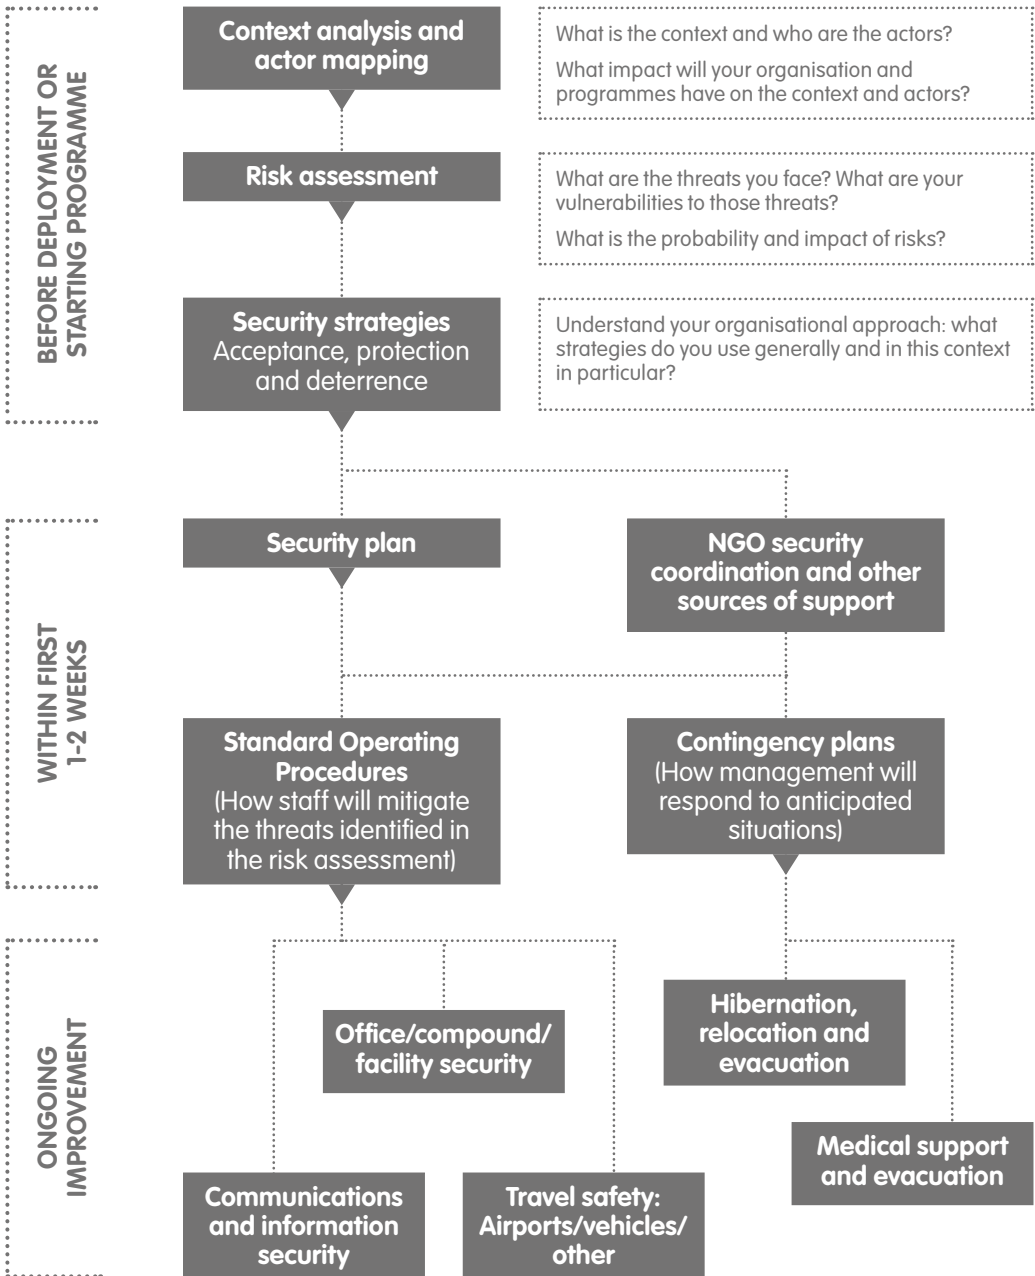 BEFORE DEPLOYMENT OR
STARTING PROGRAMME
Context analysis and
actor mapping
What is the context and who are the actors?
What impact will your organisation and
programmes have on the context and actors?
Risk assessment
What are the threats you face? What are your
vulnerabilities to those threats?
What is the probability and impact of risks?
Security strategies
Acceptance, protection
and deterrence
Understand your organisational approach: what
strategies do you use generally and in this context
in particular?
WITHIN FIRST
1-2 WEEKS
Security plan
NGO security
coordination and other
sources of support
Standard Operating
Procedures
(How staff will mitigate
the threats identified in
the risk assessment)
Contingency plans
(How management will
respond to anticipated
situations)
ONGOING
IMPROVEMENT
Office/compound/
facility security
Hibernation,
relocation and
evacuation
Communications
and information
security
Travel safety:
Airports/vehicles/
other
Medical support
and evacuation